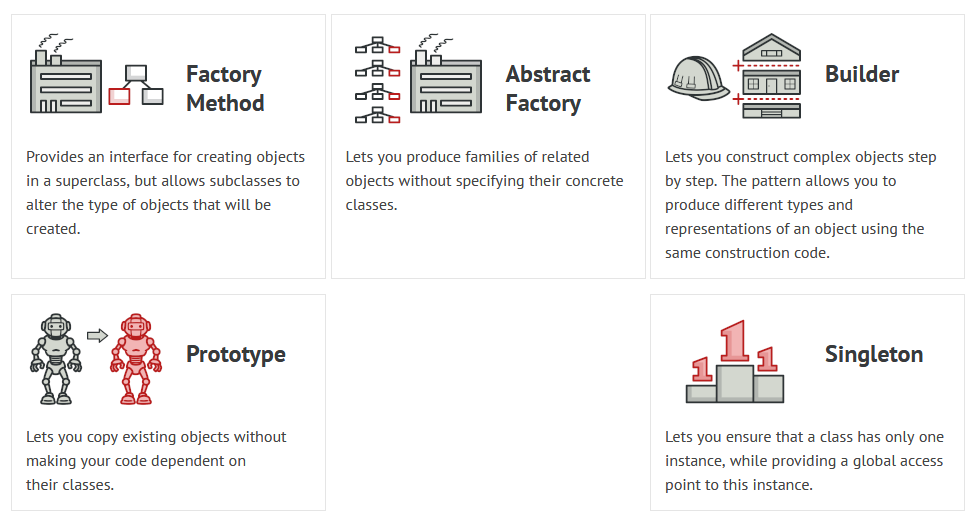 Factory
Method
Provides an interface for creating objects
in a superclass, but allows subclasses to
alter the type of objects that will be
created.
Abstract
Factory
Lets you produce families of related
objects without specifying their concrete
classes.
Builder
Lets you construct complex objects step
by step. The pattern allows you to
produce different types and
representations of an object using the
same construction code.
Prototype
Lets you copy existing objects without
making your code dependent on
their classes.
1
1
1
Singleton
Lets you ensure that a class has only one
instance, while providing a global access
point to this instance.